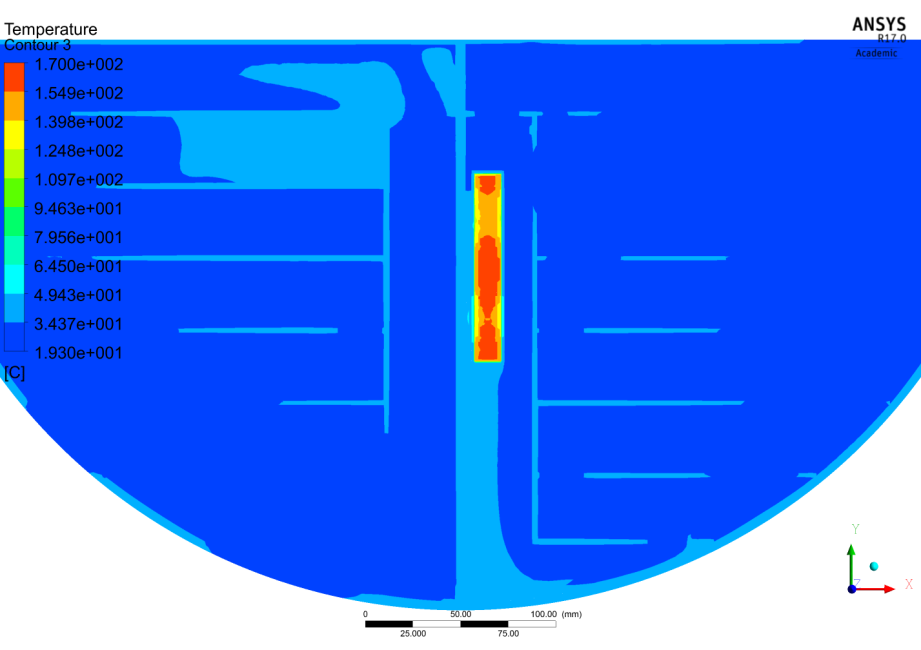 Temperature
Contour 3
ANSYS
R17.0
Academic
1.700e+002
1.549e+002
1.398e+002
1.248e+002
1.097e+002
9.463e+001
7.956e+001
6.450e+001
4.943e+001
3.437e+001
1.930e+001
[C]
Y
Z
X
0 50.00 100.00 (mm)
25.000 75.00